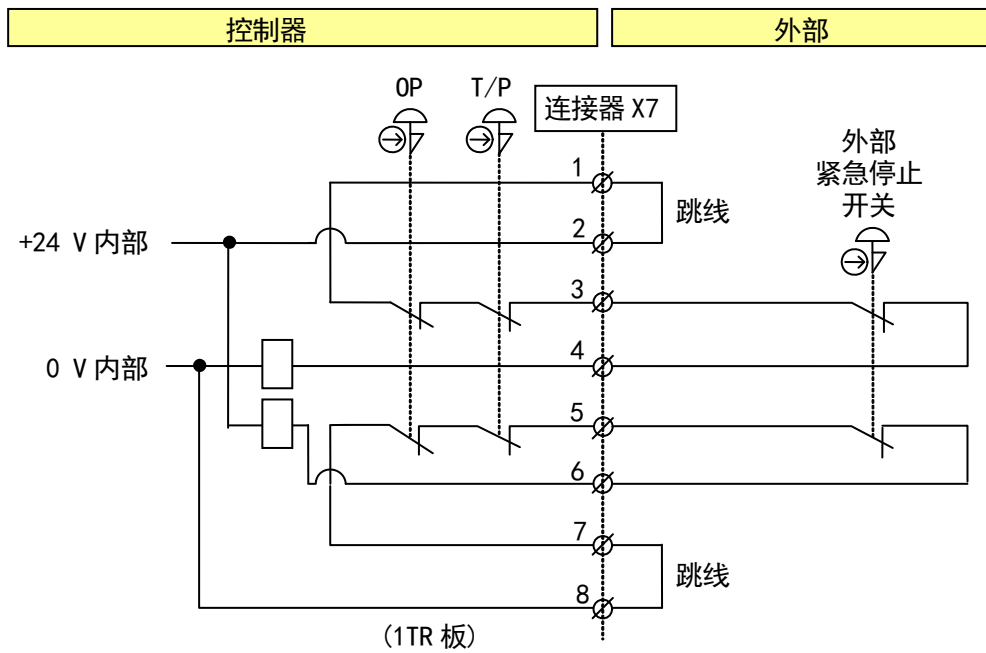 控制器
外部
OP
T/P
连接器 X7
外部
紧急停止
开关
1
跳线
2
+24 V 内部
3
4
0 V 内部
5
6
7
跳线
8
(1TR 板)